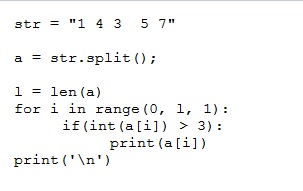 str = "1 4 3  5 7"
a = str.split();
l = len(a)
for i in range(0, l, 1):
      if(int(a[i]) > 3):
            print(a[i])
print('\n')